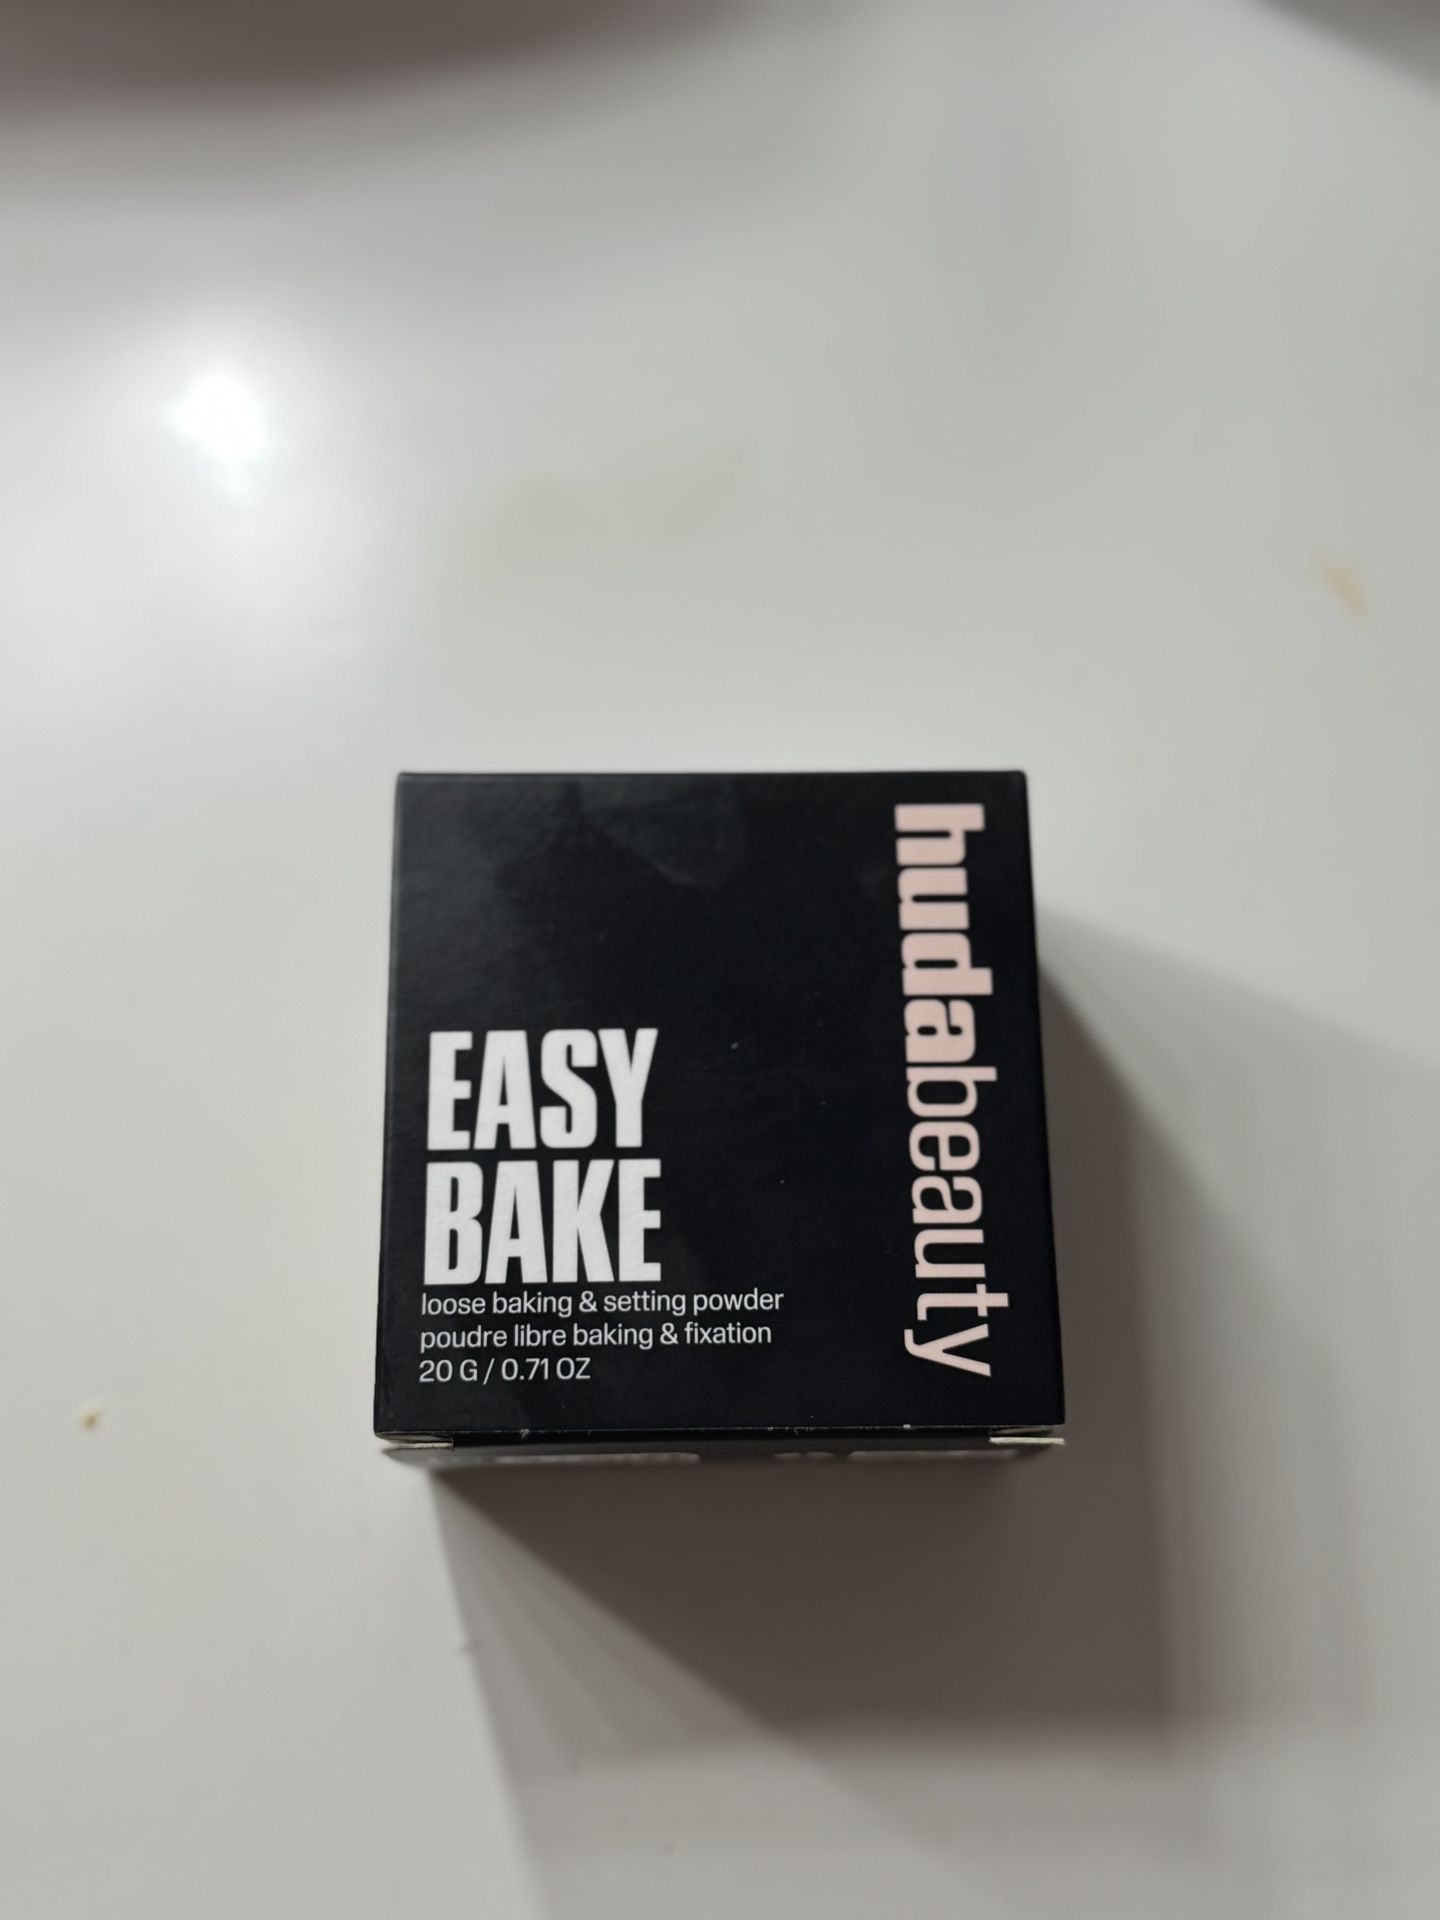 hudabeauty
EASY
BAKE
loose baking & setting powder
poudre libre baking & fixation
20 G / 0.71 OZ